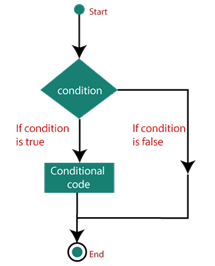 Start
condition
If condition
is true
If condition
is false
Conditional
code
End